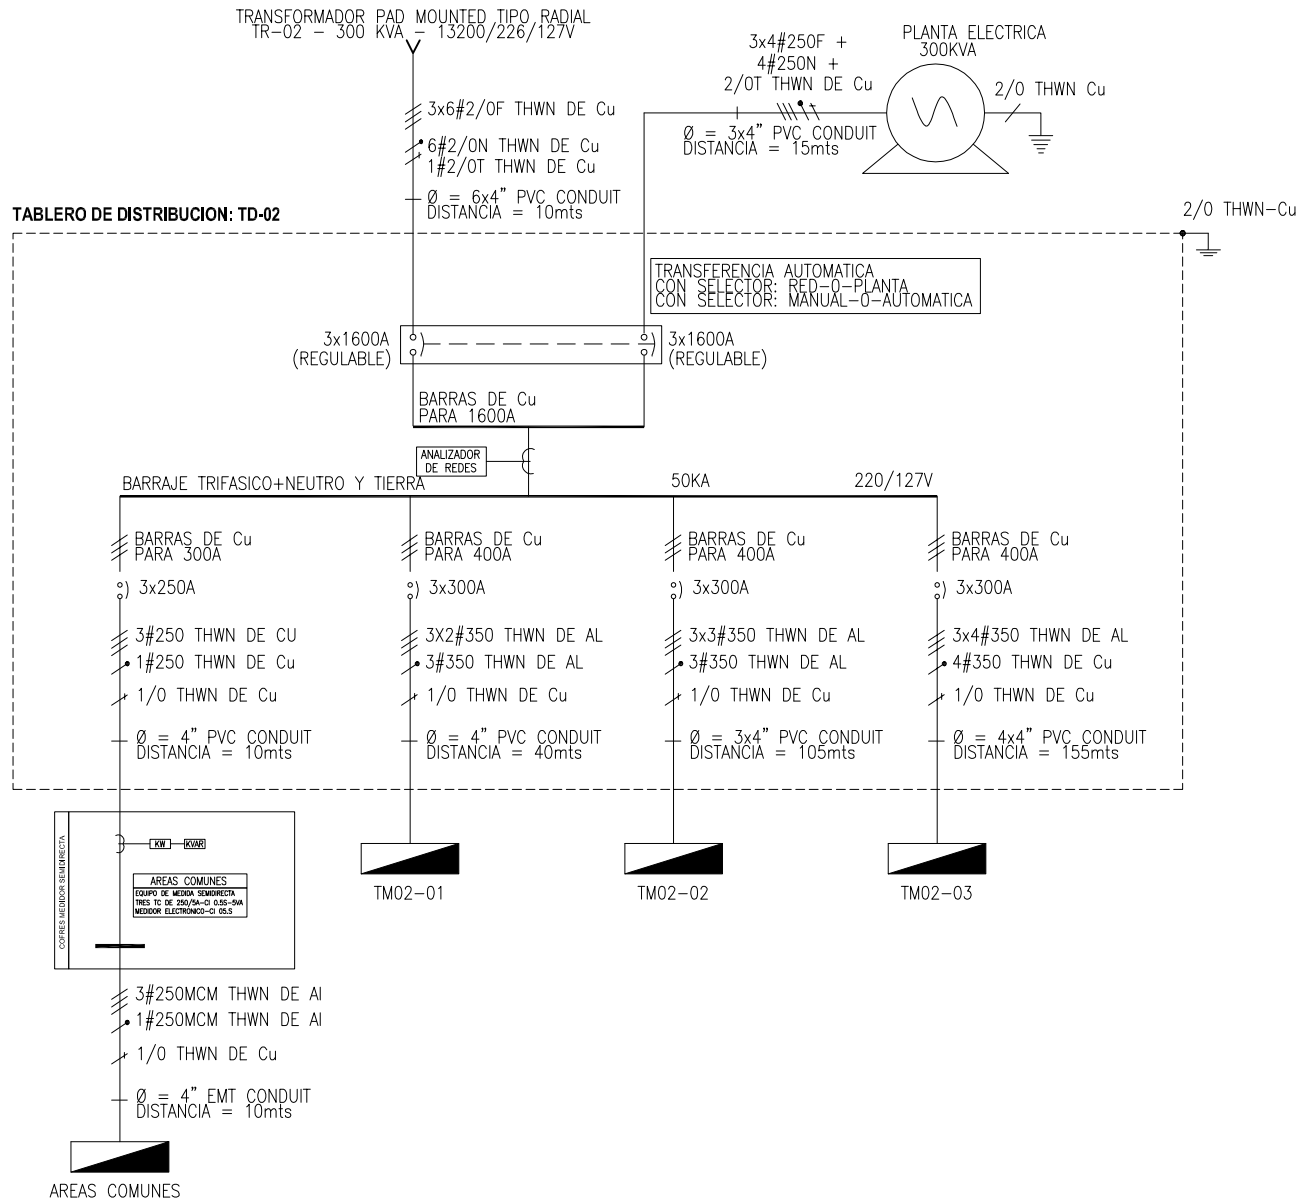 TRANSFORMADOR PAD MOUNTED TIPO RADIAL
TR-02 - 300 KVA - 13200/226/127V
3x6#2/0F THWN DE Cu
6#2/0N THWN DE Cu
1#2/0T THWN DE Cu
Ø = 6x4” PVC CONDUIT
DISTANCIA = 10mts
3x4#250F +
4#250N +
2/0T THWN DE Cu
Ø = 3x4” PVC CONDUIT
DISTANCIA = 15mts
PLANTA ELECTRICA
300KVA
2/0 THWN Cu
TABLERO DE DISTRIBUCION: TD-02
2/0 THWN-Cu
TRANSFERENCIA AUTOMATICA
CON SELECTOR: RED-O-PLANTA
CON SELECTOR: MANUAL-O-AUTOMATICA
3x1600A
(REGULABLE)
3x1600A
(REGULABLE)
BARRAS DE Cu
PARA 1600A
ANALIZADOR
DE REDES
BARRAJE TRIFASICO+NEUTRO Y TIERRA
50KA
220/127V
BARRAS DE Cu
PARA 300A
3x250A
3#250 THWN DE CU
1#250 THWN DE Cu
1/0 THWN DE Cu
Ø = 4” PVC CONDUIT
DISTANCIA = 10mts
BARRAS DE Cu
PARA 400A
3x300A
3X2#350 THWN DE AL
3#350 THWN DE AL
1/0 THWN DE Cu
Ø = 4” PVC CONDUIT
DISTANCIA = 40mts
BARRAS DE Cu
PARA 400A
3x300A
3x3#350 THWN DE AL
3#350 THWN DE AL
1/0 THWN DE Cu
Ø = 3x4” PVC CONDUIT
DISTANCIA = 105mts
BARRAS DE Cu
PARA 400A
3x300A
3x4#350 THWN DE AL
4#350 THWN DE Cu
1/0 THWN DE Cu
Ø = 4x4” PVC CONDUIT
DISTANCIA = 155mts
COFRES MEDIDOR SEMIDIRECTA
KW
KVAR
AREAS COMUNES
EQUIPO DE MEDIDA SEMIDIRECTA
TRES TC DE 250/5A-Cl 0.5S-5VA
MEDIDOR ELECTRONICO-Cl 05.S
TM02-01
TM02-02
TM02-03
3#250MCM THWN DE Al
1#250MCM THWN DE Al
1/0 THWN DE Cu
Ø = 4” EMT CONDUIT
DISTANCIA = 10mts
AREAS COMUNES